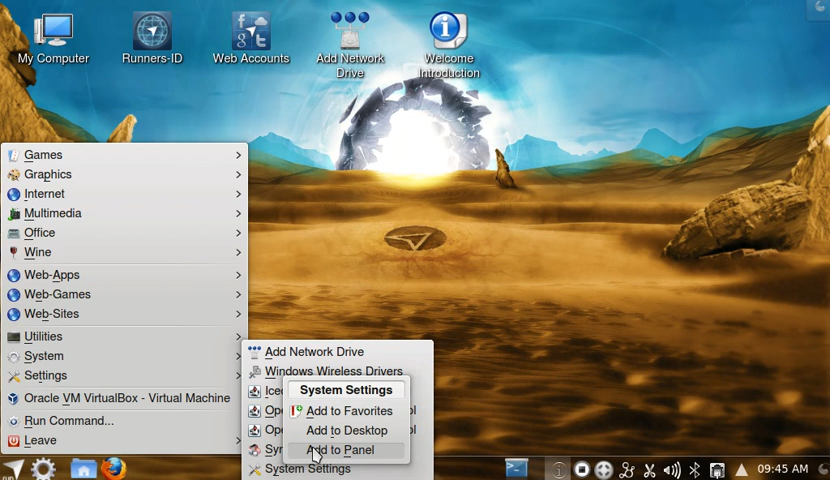 My Computer
Runners-ID
Web Accounts
Add Network
Drive
Welcome
Introduction
Games
Graphics
Internet
Multimedia
Office
Wine
Web-Apps
Web-Games
Web-Sites
Utilities
System
Settings
Oracle VM VirtualBox - Virtual Machine
Run Command...
Leave
Add Network Drive
Windows Wireless Drivers
System Settings
Add to Favorites
Add to Desktop
Add to Panel
System Settings
09:45 AM